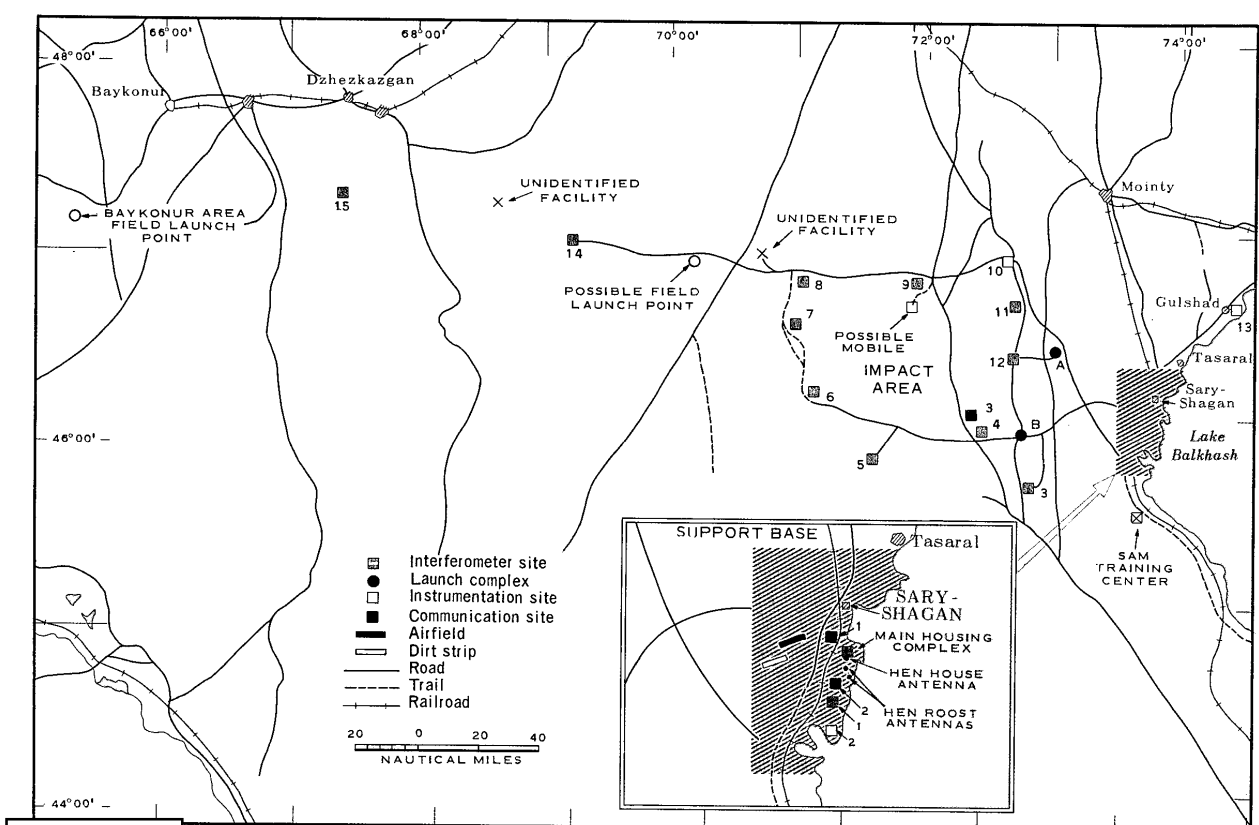 66°00'
68°00'
70°00'
72°00'
74°00'
48°00'
Baykonur
Dzhezkazgan
BAYKONUR AREA
FIELD LAUNCH
POINT
15
UNIDENTIFIED
FACILITY
14
POSSIBLE FIELD
LAUNCH POINT
UNIDENTIFIED
FACILITY
8
7
6
9
POSSIBLE
MOBILE
IMPACT
AREA
10
11
12
A
Mointy
Gulshad
13
Tasaral
Sary-
Shagan
Lake
Balkhash
46°00'
3
4
B
5
3
SAM
TRAINING
CENTER
Interferometer site
Launch complex
Instrumentation site
Communication site
Airfield
Dirt strip
Road
Trail
Railroad
20 0 20 40
NAUTICAL MILES
SUPPORT BASE
Tasaral
SARY-
SHAGAN
1
MAIN HOUSING
COMPLEX
HEN HOUSE
ANTENNA
2
HEN ROOST
ANTENNAS
1
2
44°00'